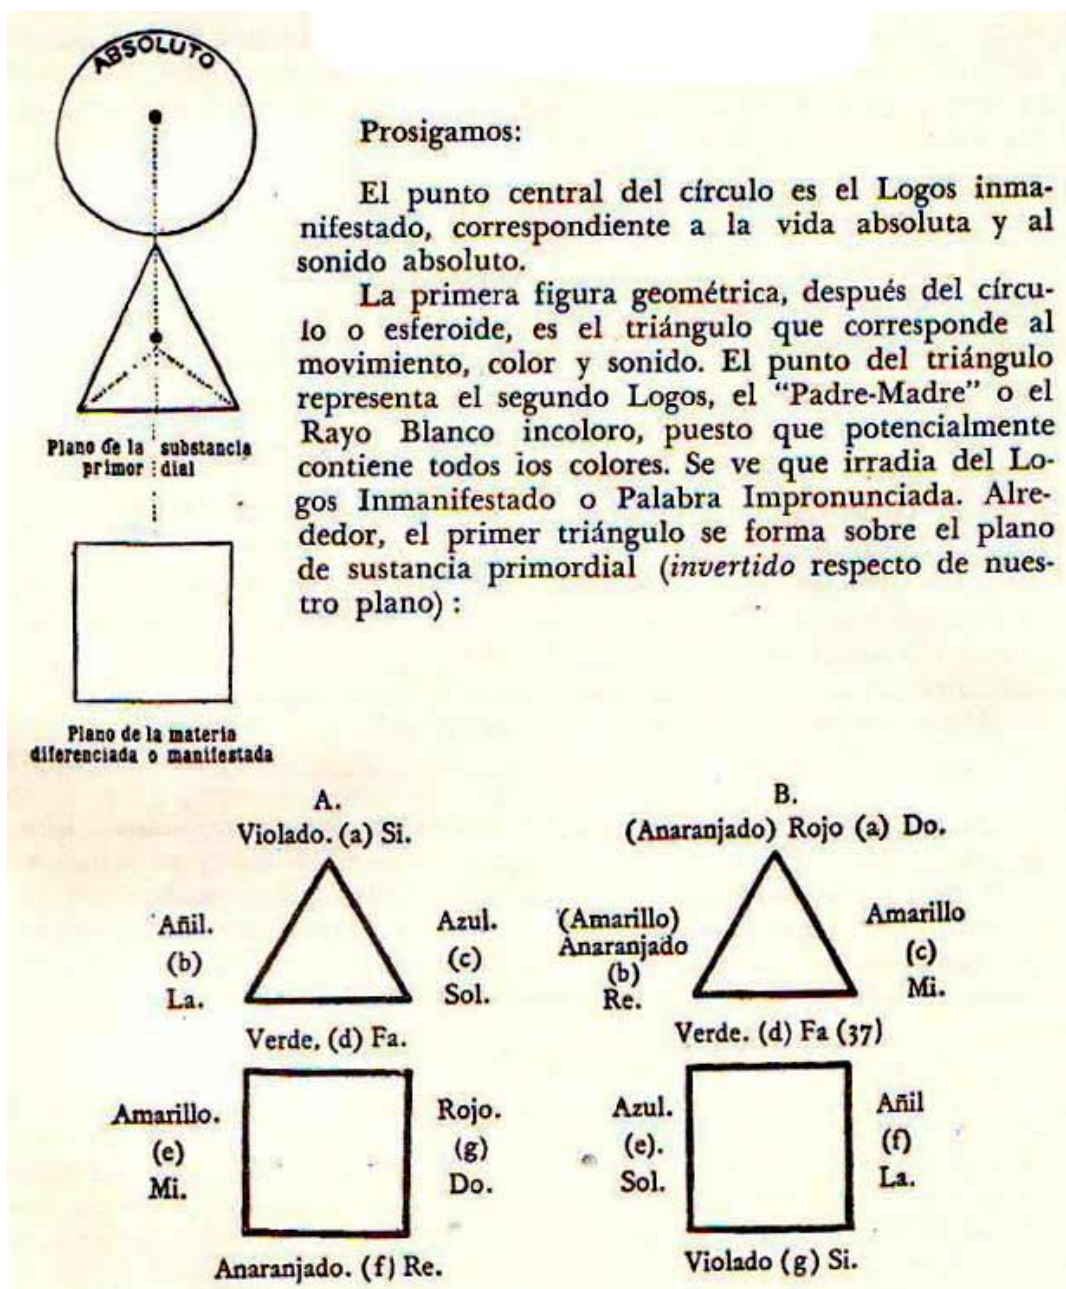 ABSOLUTO
Prosigamos:
El punto central del círculo es el Logos inma-
nifestado, correspondiente a la vida absoluta y al
sonido absoluto.
La primera figura geométrica, después del círcu-
lo o esferoide, es el triángulo que corresponde al
movimiento, color y sonido. El punto del triángulo
representa el segundo Logos, el “Padre-Madre” o el
Rayo Blanco incoloro, puesto que potencialmente
contiene todos los colores. Se ve que irradia del Lo-
gos Inmanifestado o Palabra Impronunciada. Alre-
dedor, el primer triángulo se forma sobre el plano
de sustancia primordial (invertido respecto de nues-
tro plano) :
Plano de la substancia
primordial
Plano de la materia
diferenciada o manifestada
A.
Violado. (a) Si.
Añil.
(b)
La.
Azul.
(c)
Sol.
Verde. (d) Fa.
Amarillo.
(e)
Mi.
Rojo.
(g)
Do.
Anaranjado. (f) Re.
B.
(Anaranjado) Rojo (a) Do.
(Amarillo)
Anaranjado
(b)
Re.
Amarillo
(c)
Mi.
Verde. (d) Fa (37)
Azul.
(e).
Sol.
Añil
(f)
La.
Violado (g) Si.